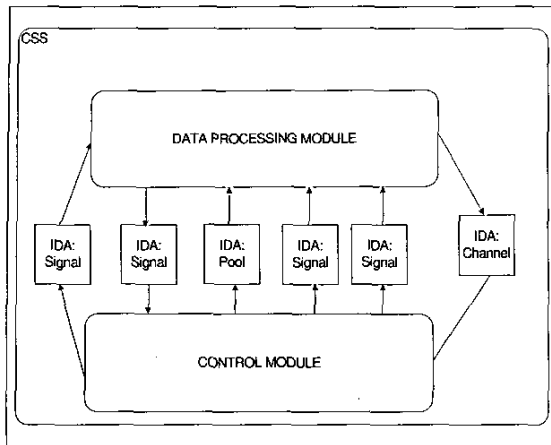 CSS
DATA PROCESSING MODULE
IDA:
Signal
IDA:
Signal
IDA:
Pool
IDA:
Signal
IDA:
Signal
IDA:
Channel
CONTROL MODULE